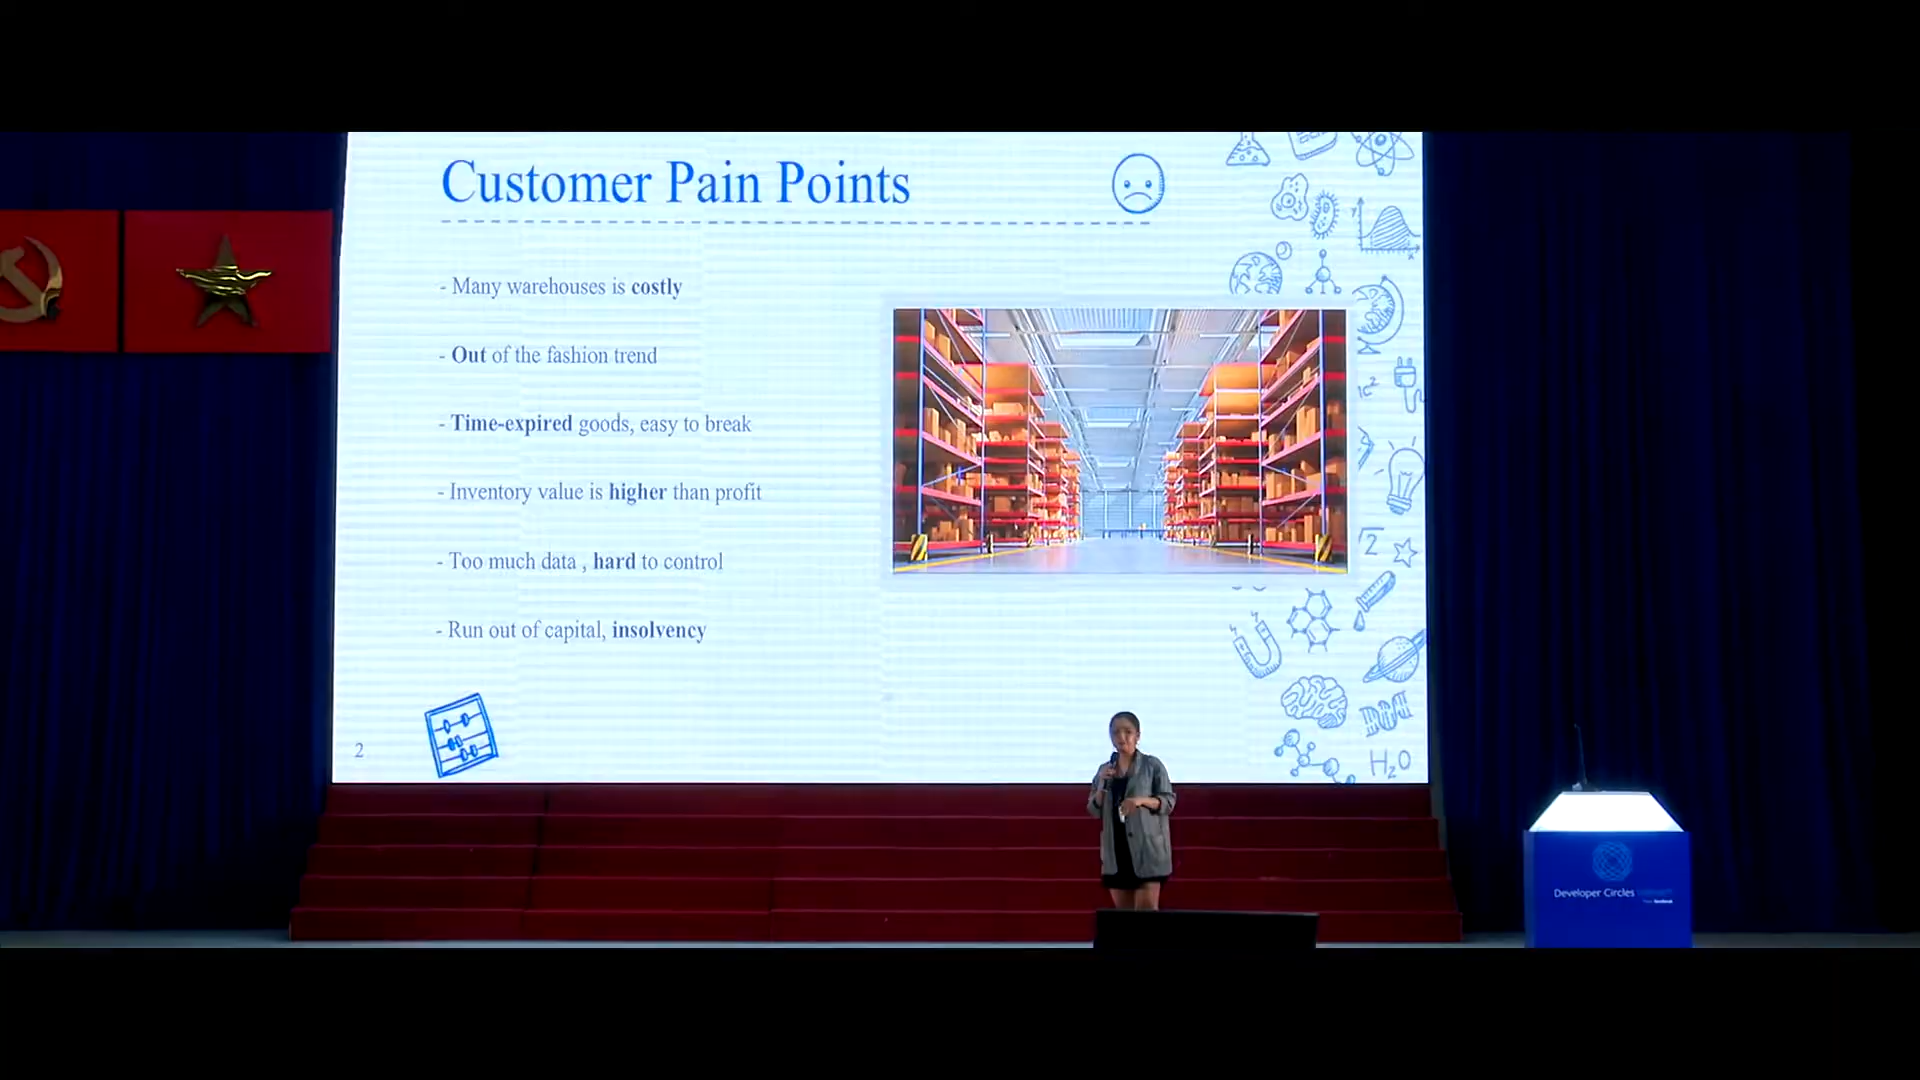 Customer Pain Points
- Many warehouses is costly
- Out of the fashion trend
- Time-expired goods, easy to break
- Inventory value is higher than profit
- Too much data , hard to control
- Run out of capital, insolvency
2
y
x
H₂O
Developer Circles